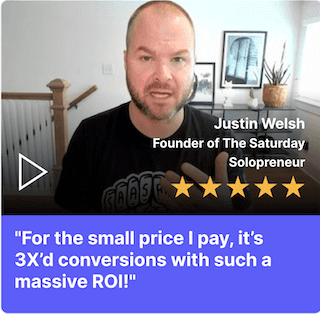 Justin Welsh
Founder of The Saturday
Solopreneur
"For the small price I pay, it's
3X'd conversions with such a
massive ROI!"